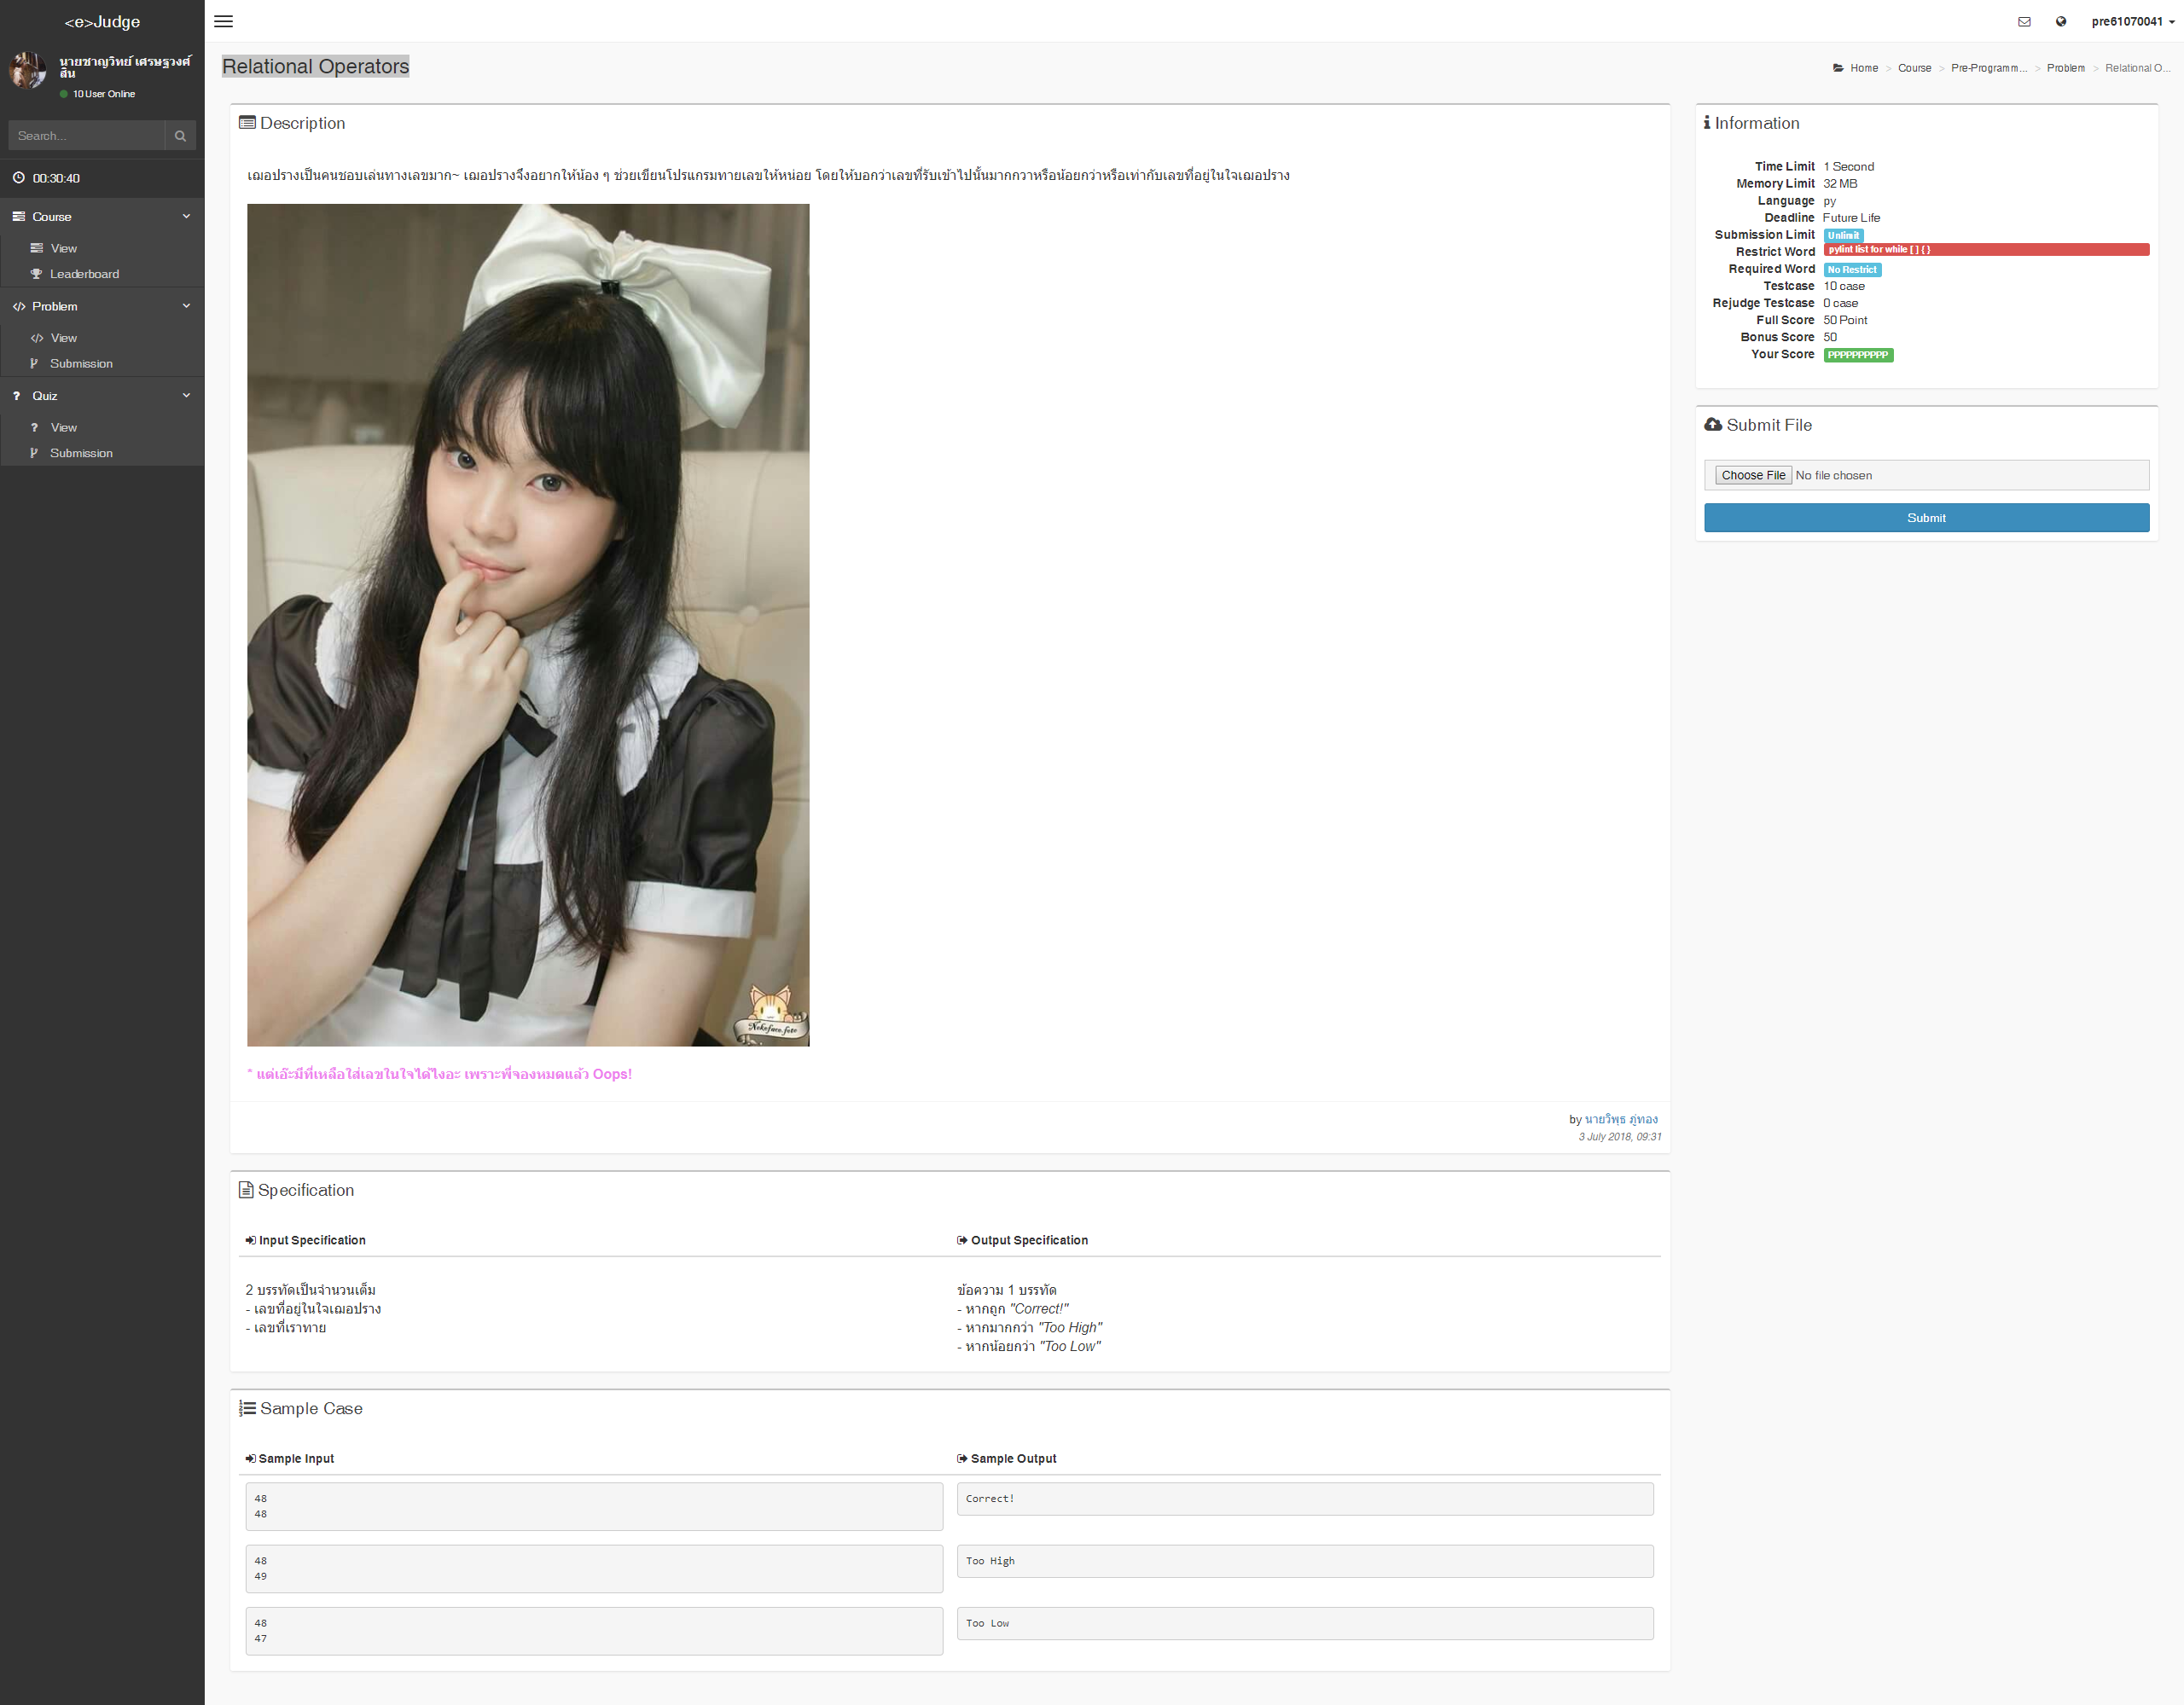 <e>Judge
pre61070041
นายชาญวิทย์ เศรษฐวงศ์
สิน
10 User Online
Search...
00:30:40
Course
View
Leaderboard
Problem
View
Submission
Quiz
View
Submission
Relational Operators
Home > Course > Pre-Programm... > Problem > Relational O...
Description
เฌอปรางเป็นคนชอบเล่นทางเลขมาก~ เฌอปรางจึงอยากให้น้อง ๆ ช่วยเขียนโปรแกรมทายเลขให้หน่อย โดยให้บอกว่าเลขที่รับเข้าไปนั้นมากกวาหรือน้อยกว่าหรือเท่ากับเลขที่อยู่ในใจเฌอปราง
Nekoface.foto
* แต่เอ๊ะมีที่เหลือใส่เลขในใจได้ไงอะ เพราะพี่จองหมดแล้ว Oops!
by นายวิพุธ ภู่ทอง
3 July 2018, 09:31
Specification
Input Specification
2 บรรทัดเป็นจำนวนเต็ม
- เลขที่อยู่ในใจเฌอปราง
- เลขที่เราทาย
Output Specification
ข้อความ 1 บรรทัด
- หากถูก "Correct!"
- หากมากกว่า "Too High"
- หากน้อยกว่า "Too Low"
Sample Case
Sample Input
Sample Output
48
48
Correct!
48
49
Too High
48
47
Too Low
Information
Time Limit 1 Second
Memory Limit 32 MB
Language py
Deadline Future Life
Submission Limit Unlimit
Restrict Word pylint list for while [ ] { }
Required Word No Restrict
Testcase 10 case
Rejudge Testcase 0 case
Full Score 50 Point
Bonus Score 50
Your Score PPPPPPPPPP
Submit File
Choose File No file chosen
Submit